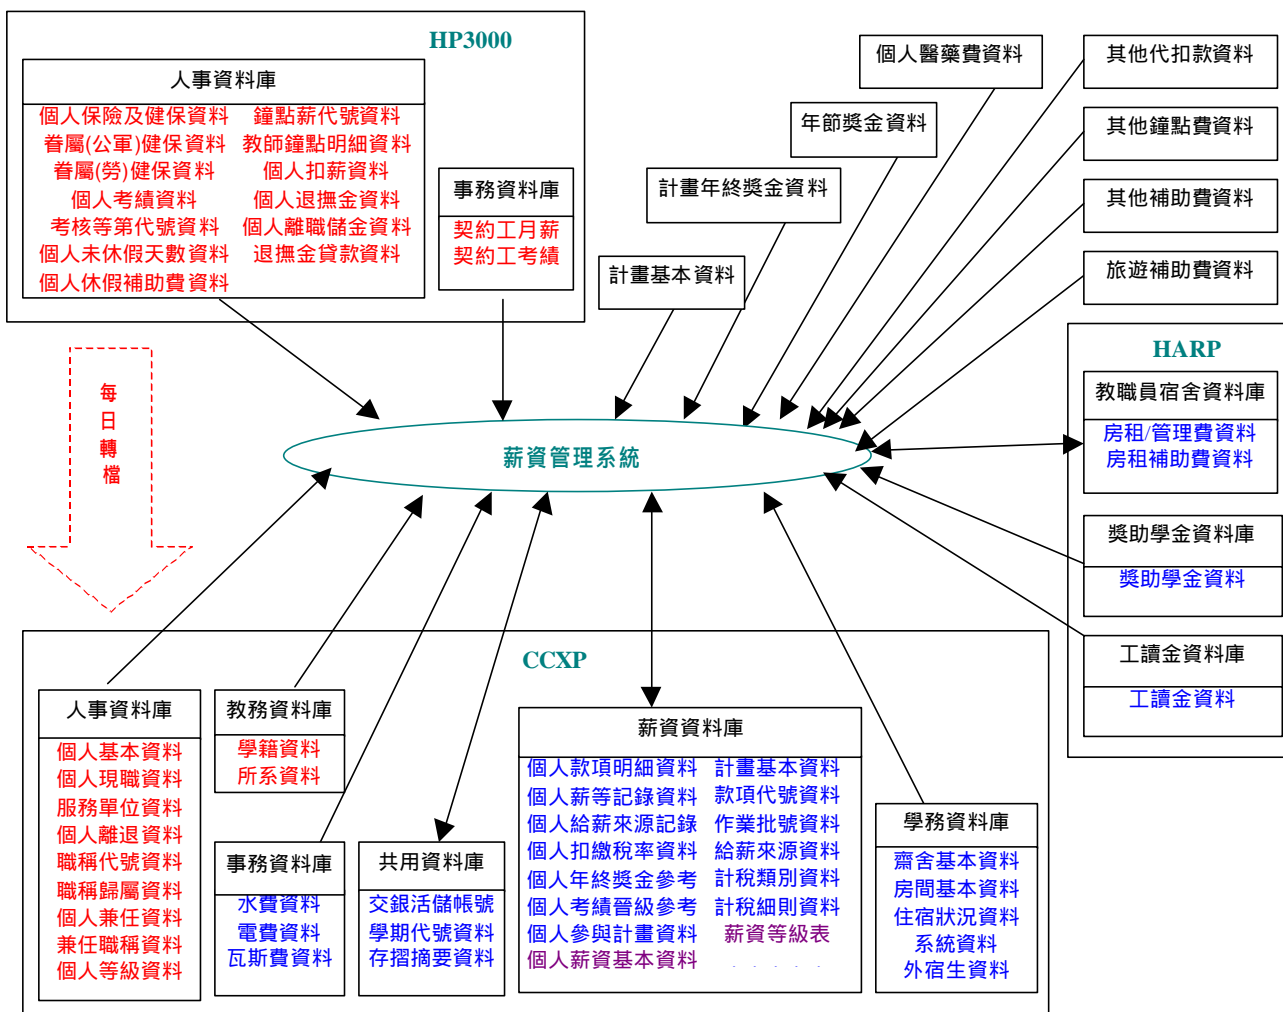 HP3000
人事資料庫
個人保險及健保資料 鐘點薪代號資料
眷屬(公軍)健保資料 教師鐘點明細資料
眷屬(勞)健保資料 個人扣薪資料
個人考績資料 個人退撫金資料
考核等第代號資料 個人離職儲金資料
個人未休假天數資料 退撫金貸款資料
個人休假補助費資料
事務資料庫
契約工月薪
契約工考績
計畫基本資料
計畫年終獎金資料
年節獎金資料
個人醫藥費資料
其他代扣款資料
其他鐘點費資料
其他補助費資料
旅遊補助費資料
每
日
轉
檔
薪資管理系統
HARP
教職員宿舍資料庫
房租/管理費資料
房租補助費資料
獎助學金資料庫
獎助學金資料
工讀金資料庫
工讀金資料
CCXP
人事資料庫
個人基本資料
個人現職資料
服務單位資料
個人離退資料
職稱代號資料
職稱歸屬資料
個人兼任資料
兼任職稱資料
個人等級資料
教務資料庫
學籍資料
所系資料
事務資料庫
水費資料
電費資料
瓦斯費資料
共用資料庫
交銀活儲帳號
學期代號資料
存摺摘要資料
薪資資料庫
個人款項明細資料 計畫基本資料
個人薪等記錄資料 款項代號資料
個人給薪來源記錄 作業批號資料
個人扣繳稅率資料 給薪來源資料
個人年終獎金參考 計稅類別資料
個人考績晉級參考 計稅細則資料
個人參與計畫資料 薪資等級表
個人薪資基本資料 . . . . .
學務資料庫
齋舍基本資料
房間基本資料
住宿狀況資料
系統資料
外宿生資料